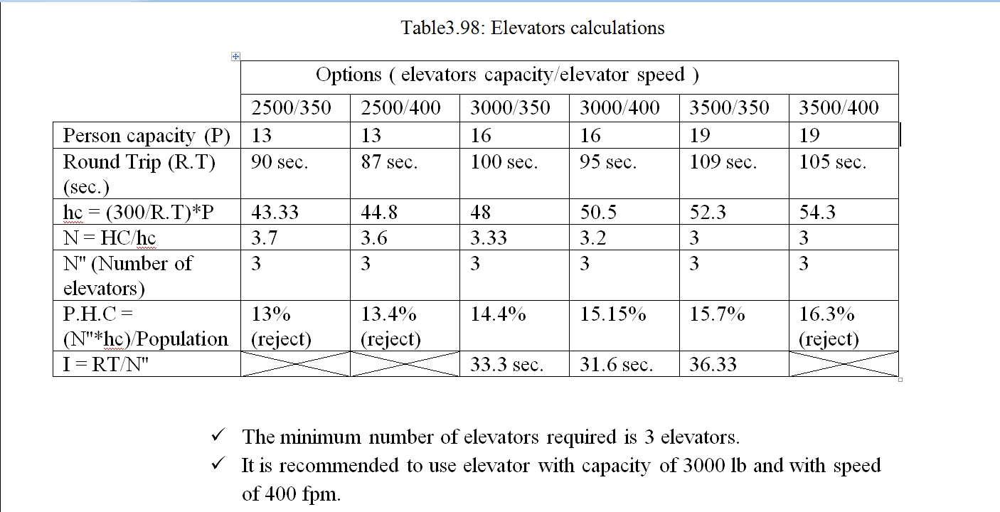 Table3.98: Elevators calculations
Options ( elevators capacity/elevator speed )
2500/350 2500/400 3000/350 3000/400 3500/350 3500/400
Person capacity (P) 13 13 16 16 19 19
Round Trip (R.T) 90 sec. 87 sec. 100 sec. 95 sec. 109 sec. 105 sec.
(sec.)
hc = (300/R.T)*P 43.33 44.8 48 50.5 52.3 54.3
N = HC/hc 3.7 3.6 3.33 3.2 3 3
N" (Number of 3 3 3 3 3 3
elevators)
P.H.C = 13% 13.4% 14.4% 15.15% 15.7% 16.3%
(N"*hc)/Population (reject) (reject) (reject)
I = RT/N" 33.3 sec. 31.6 sec. 36.33
✓ The minimum number of elevators required is 3 elevators.
✓ It is recommended to use elevator with capacity of 3000 lb and with speed
of 400 fpm.